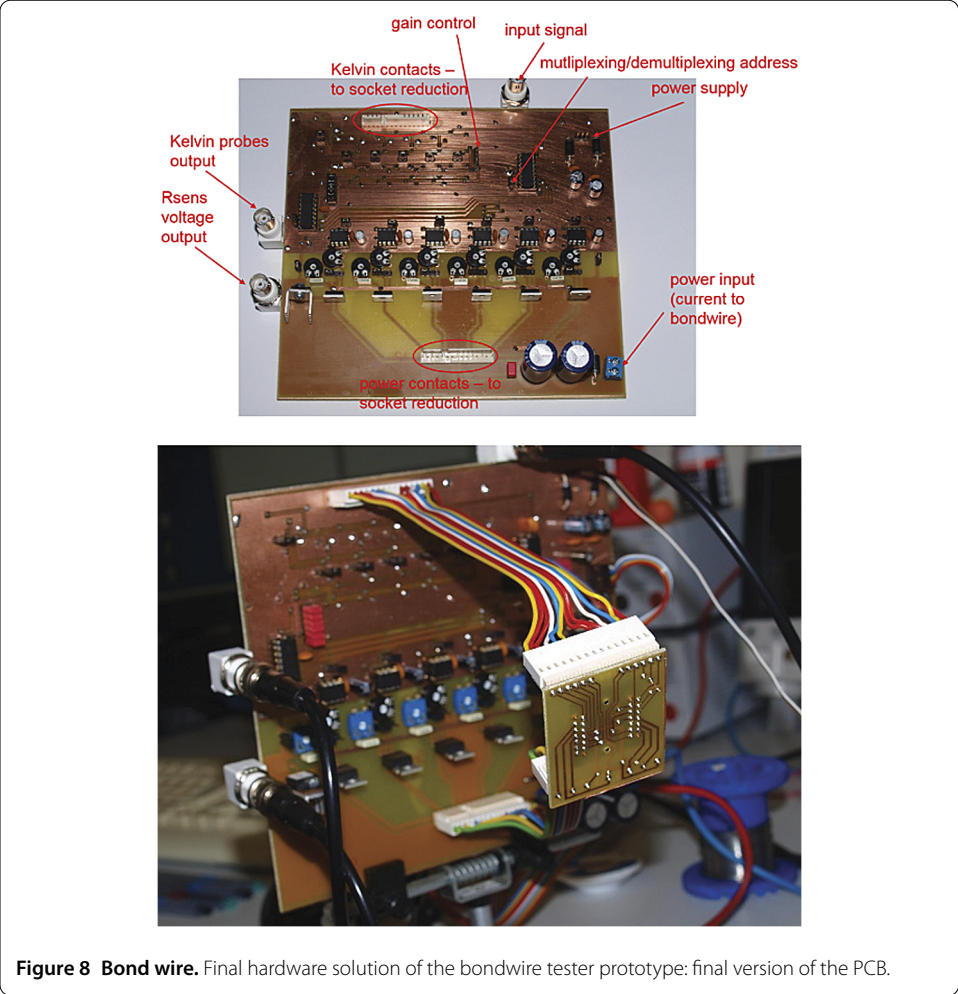 gain control
input signal
mutliplexing/demultiplexing address
Kelvin contacts –
to socket reduction
power supply
Kelvin probes
output
Rsens
voltage
output
power input
(current to
bondwire)
power contacts – to
socket reduction
Figure 8 Bond wire. Final hardware solution of the bondwire tester prototype: final version of the PCB.